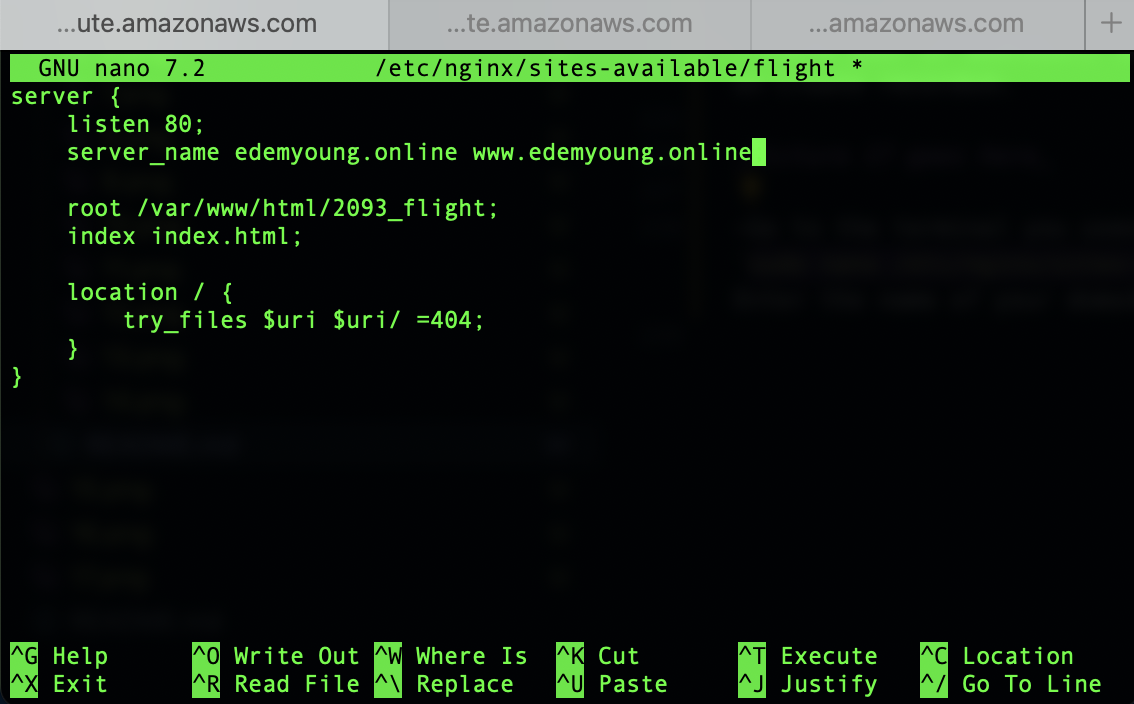 ...ute.amazonaws.com ...te.amazonaws.com ...amazonaws.com +
GNU nano 7.2 /etc/nginx/sites-available/flight *
server {
    listen 80;
    server_name edemyoung.online www.edemyoung.online

    root /var/www/html/2093_flight;
    index index.html;

    location / {
        try_files $uri $uri/ =404;
    }
}
^G Help ^O Write Out ^W Where Is ^K Cut ^T Execute ^C Location
^X Exit ^R Read File ^\ Replace ^U Paste ^J Justify ^/ Go To Line